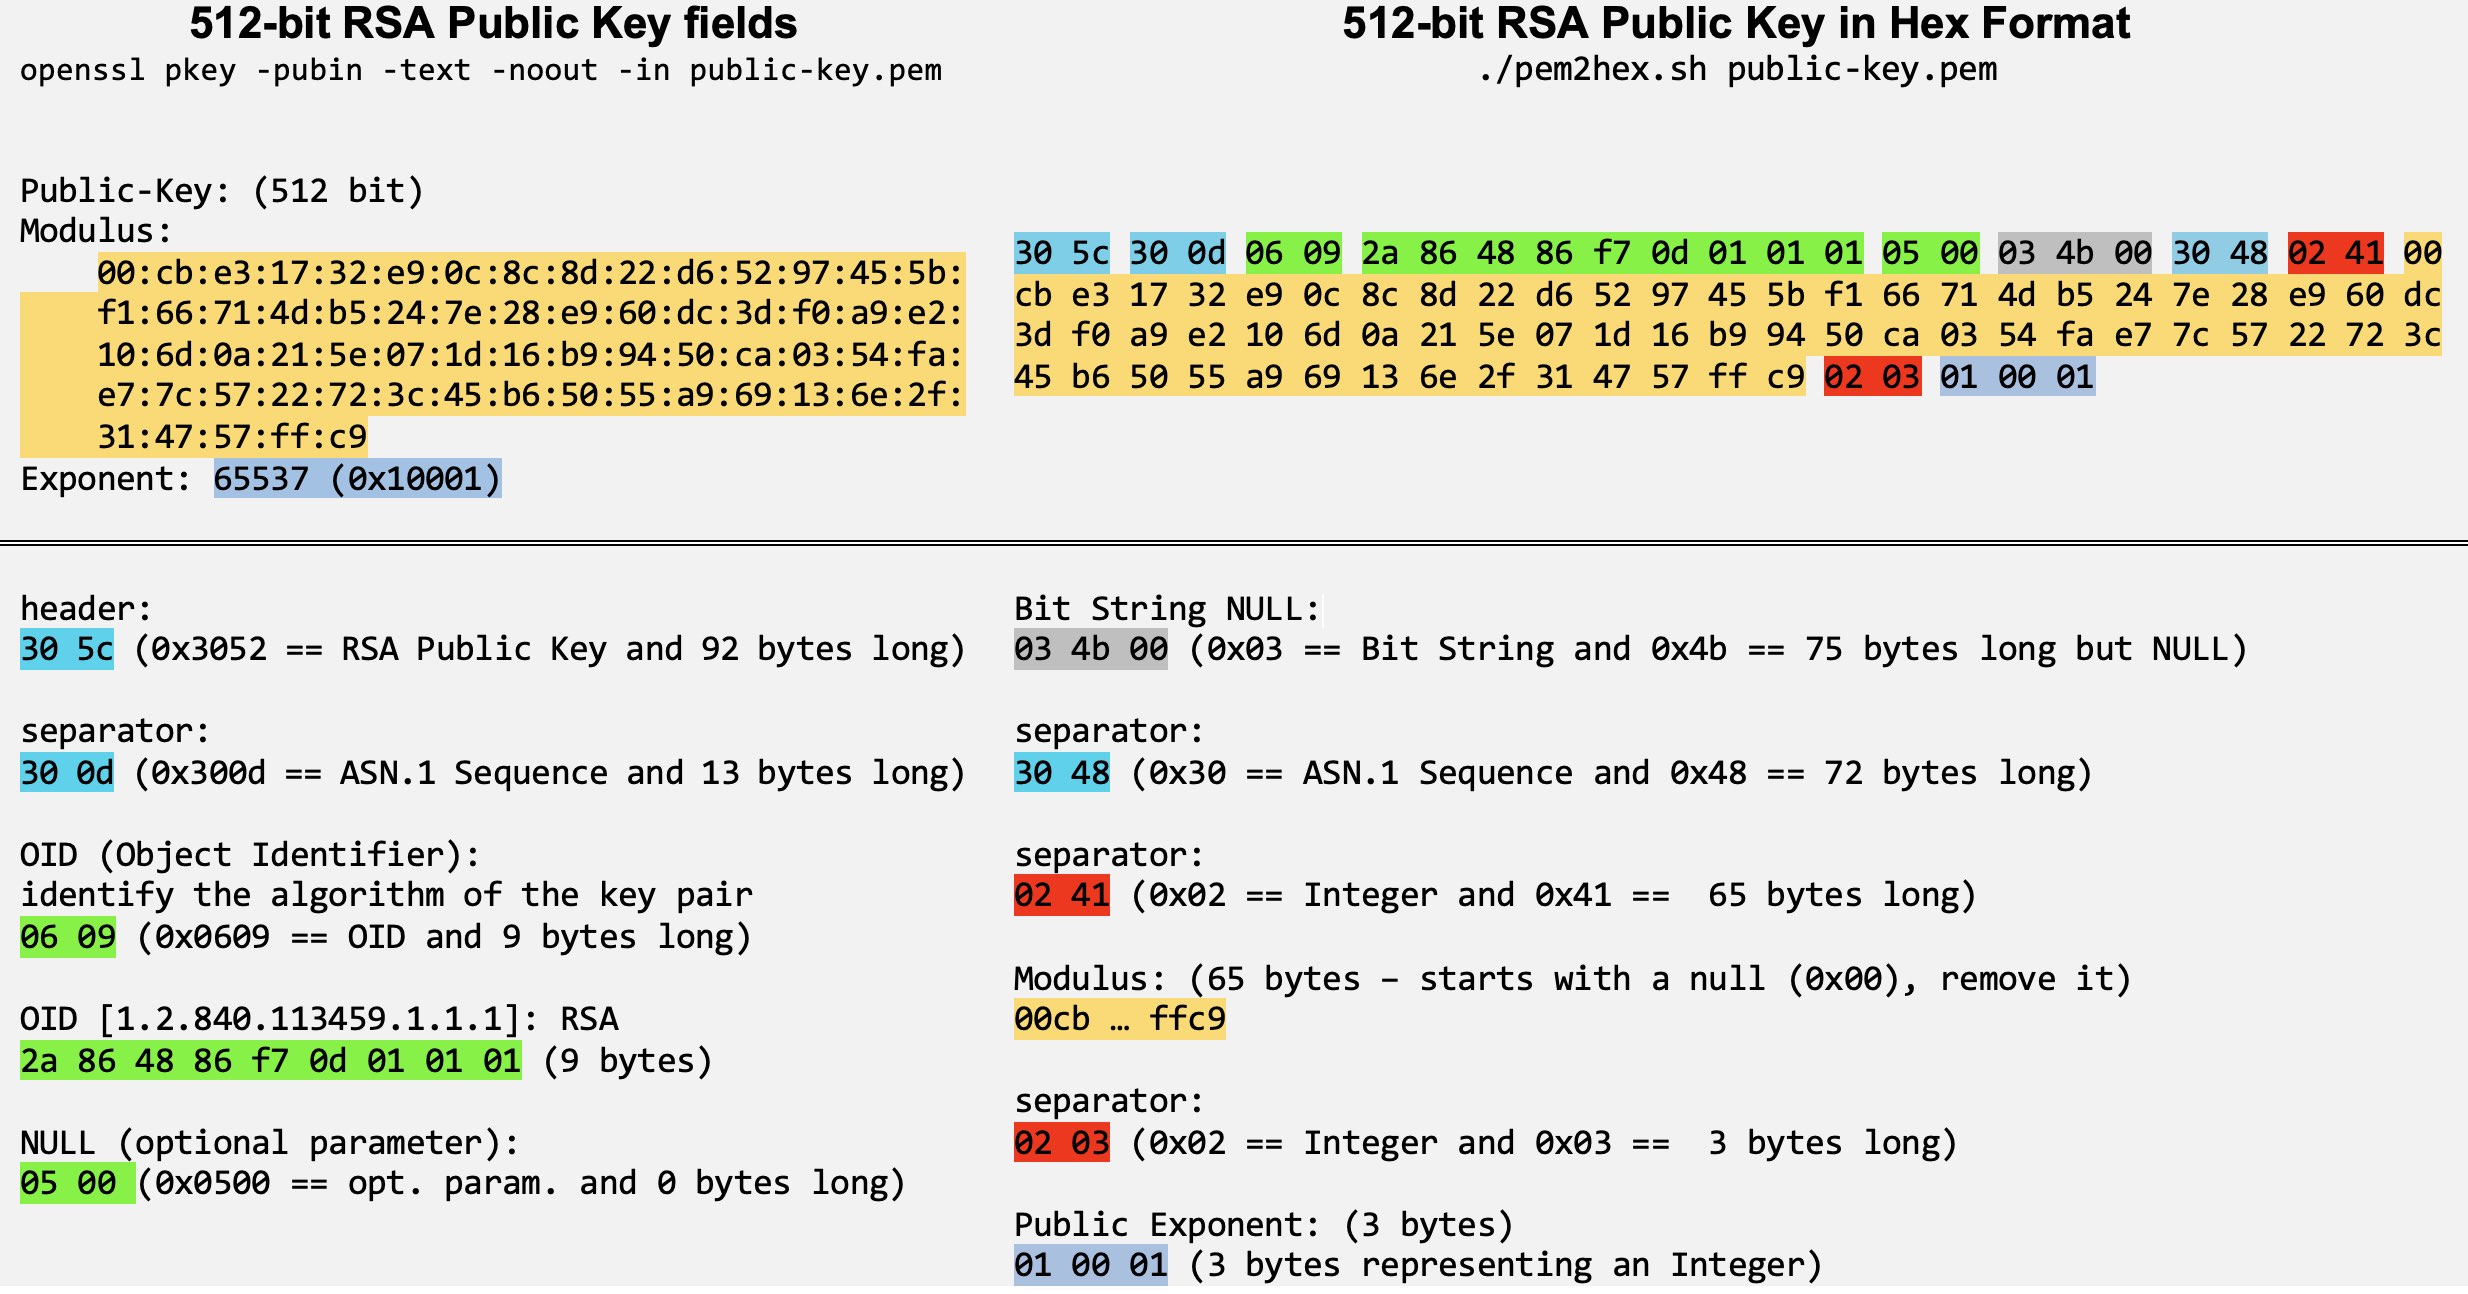 512-bit RSA Public Key fields
openssl pkey -pubin -text -noout -in public-key.pem
Public-Key: (512 bit)
Modulus:
00:cb:e3:17:32:e9:0c:8c:8d:22:d6:52:97:45:5b:
f1:66:71:4d:b5:24:7e:28:e9:60:dc:3d:f0:a9:e2:
10:6d:0a:21:5e:07:1d:16:b9:94:50:ca:03:54:fa:
e7:7c:57:22:72:3c:45:b6:50:55:a9:69:13:6e:2f:
31:47:57:ff:c9
Exponent: 65537 (0x10001)
512-bit RSA Public Key in Hex Format
./pem2hex.sh public-key.pem
30 5c 30 0d 06 09 2a 86 48 86 f7 0d 01 01 01 05 00 03 4b 00 30 48 02 41 00
cb e3 17 32 e9 0c 8c 8d 22 d6 52 97 45 5b f1 66 71 4d b5 24 7e 28 e9 60 dc
3d f0 a9 e2 10 6d 0a 21 5e 07 1d 16 b9 94 50 ca 03 54 fa e7 7c 57 22 72 3c
45 b6 50 55 a9 69 13 6e 2f 31 47 57 ff c9 02 03 01 00 01
header:
30 5c (0x3052 == RSA Public Key and 92 bytes long)
separator:
30 0d (0x300d == ASN.1 Sequence and 13 bytes long)
OID (Object Identifier):
identify the algorithm of the key pair
06 09 (0x0609 == OID and 9 bytes long)
OID [1.2.840.113459.1.1.1]: RSA
2a 86 48 86 f7 0d 01 01 01 (9 bytes)
NULL (optional parameter):
05 00 (0x0500 == opt. param. and 0 bytes long)
Bit String NULL:
03 4b 00 (0x03 == Bit String and 0x4b == 75 bytes long but NULL)
separator:
30 48 (0x30 == ASN.1 Sequence and 0x48 == 72 bytes long)
separator:
02 41 (0x02 == Integer and 0x41 ==  65 bytes long)
Modulus: (65 bytes – starts with a null (0x00), remove it)
00cb … ffc9
separator:
02 03 (0x02 == Integer and 0x03 ==  3 bytes long)
Public Exponent: (3 bytes)
01 00 01 (3 bytes representing an Integer)